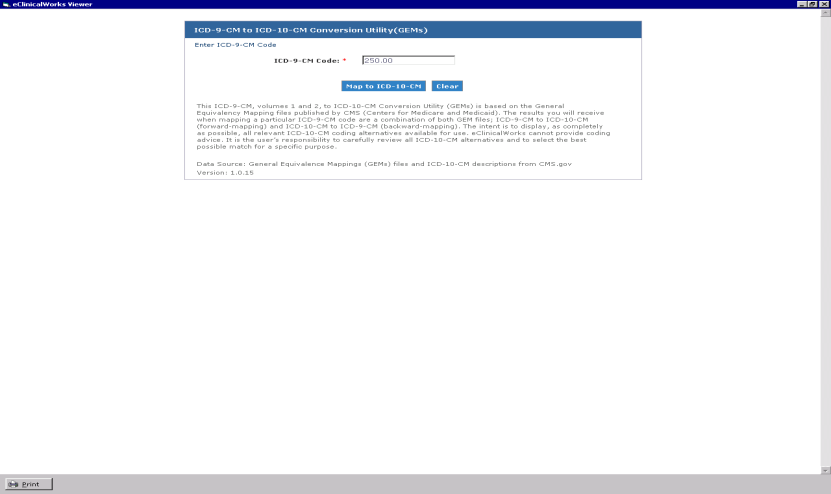 eClinicalWorks Viewer
ICD-9-CM to ICD-10-CM Conversion Utility(GEMs)
Enter ICD-9-CM Code
ICD-9-CM Code: * 250.00
Map to ICD-10-CM Clear
This ICD-9-CM, volumes 1 and 2, to ICD-10-CM Conversion Utility (GEMs) is based on the General
Equivalency Mapping files published by CMS (Centers for Medicare and Medicaid). The results you will receive
when mapping a particular ICD-9-CM code are a combination of both GEM files; ICD-9-CM to ICD-10-CM
(forward-mapping) and ICD-10-CM to ICD-9-CM (backward-mapping). The intent is to display, as completely
as possible, all relevant ICD-10-CM coding alternatives available for use. eClinicalWorks cannot provide coding
advice. It is the user's responsibility to carefully review all ICD-10-CM alternatives and to select the best
possible match for a specific purpose.
Data Source: General Equivalence Mappings (GEMs) files and ICD-10-CM descriptions from CMS.gov
Version: 1.0.15
Print